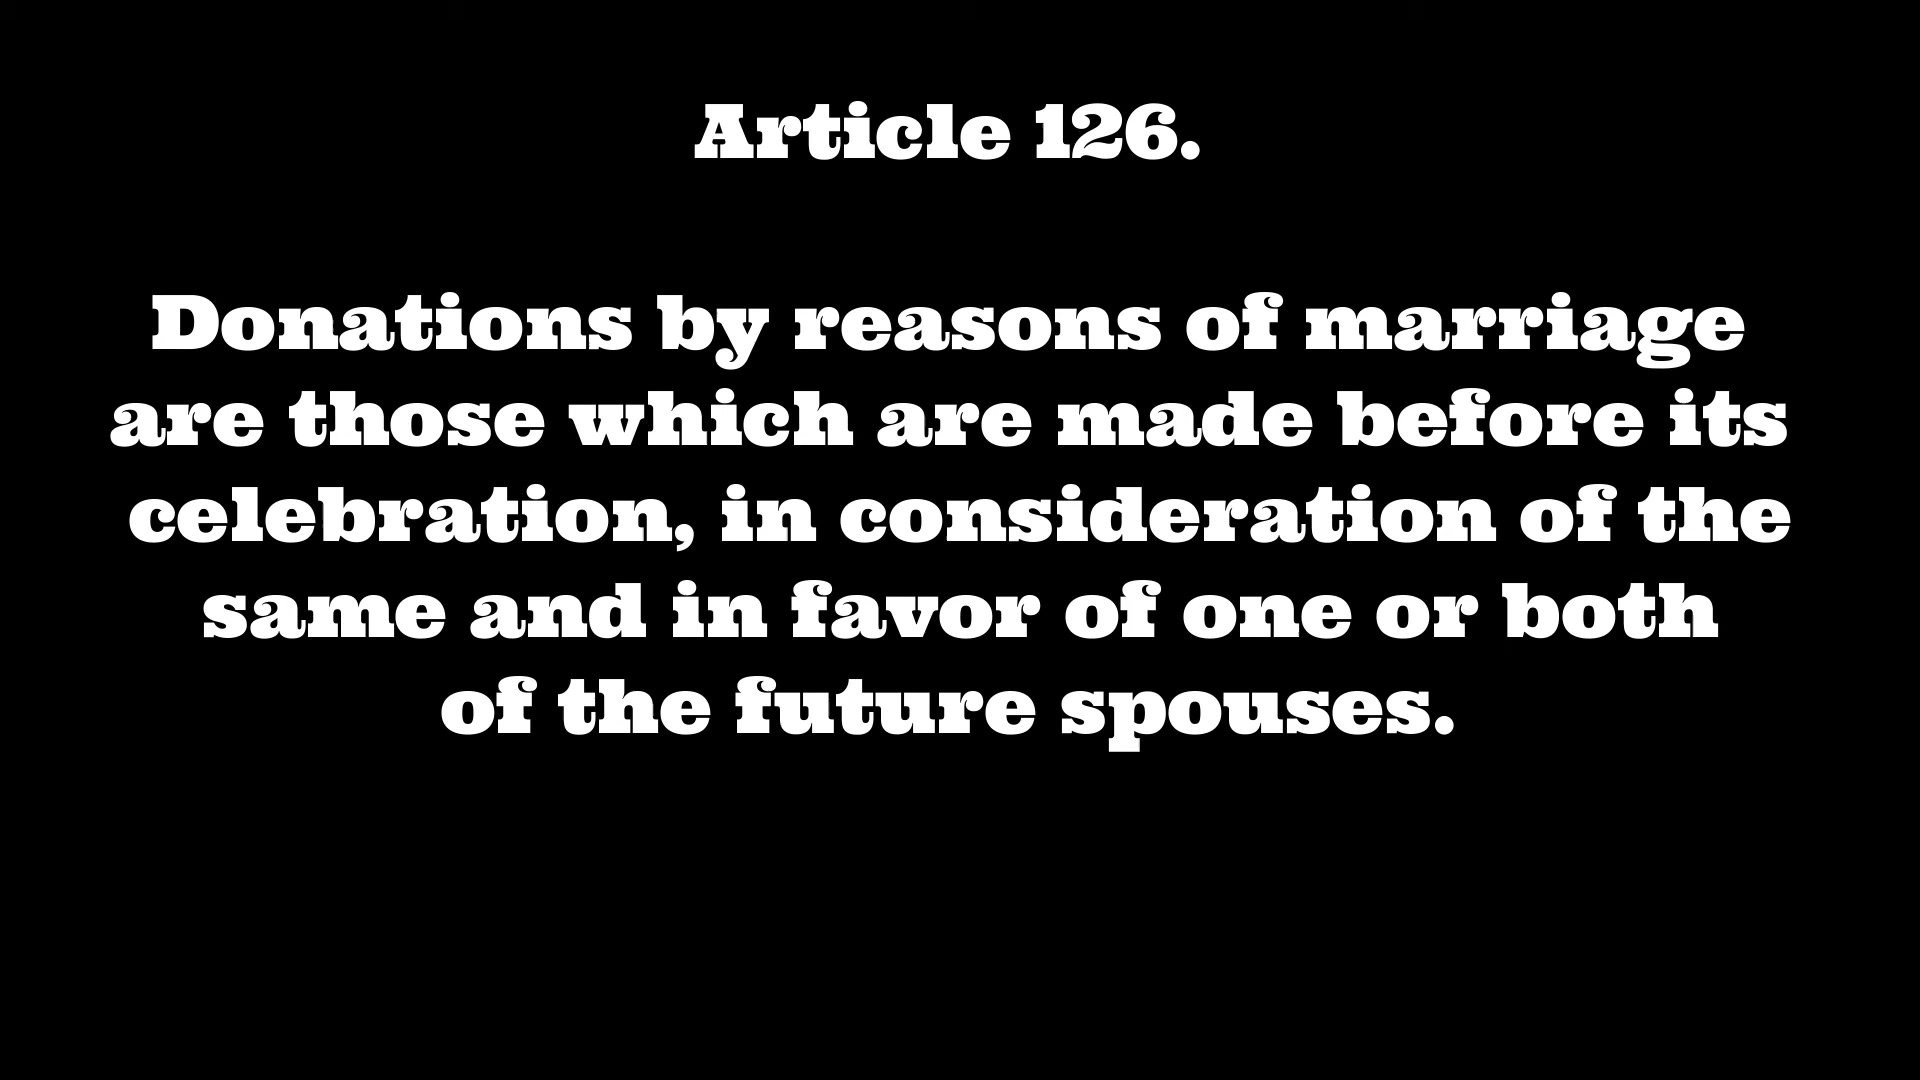 Article 126.
Donations by reasons of marriage
are those which are made before its
celebration, in consideration of the
same and in favor of one or both
of the future spouses.